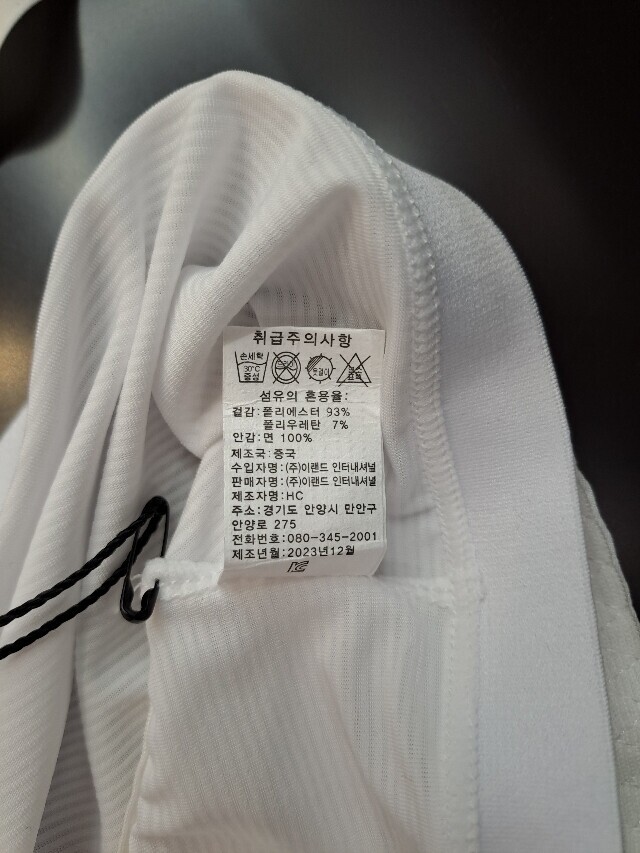 취급주의사항
손세탁
30℃
중성
섬유의 혼용율:
겉감:폴리에스터 93%
폴리우레탄 7%
안감:면 100%
제조국:중국
수입자명:(주)이랜드 인터내셔널
판매자명:(주)이랜드 인터내셔널
제조자명:HC
주소:경기도 안양시 만안구
안양로 275
전화번호:080-345-2001
제조년월:2023년12월